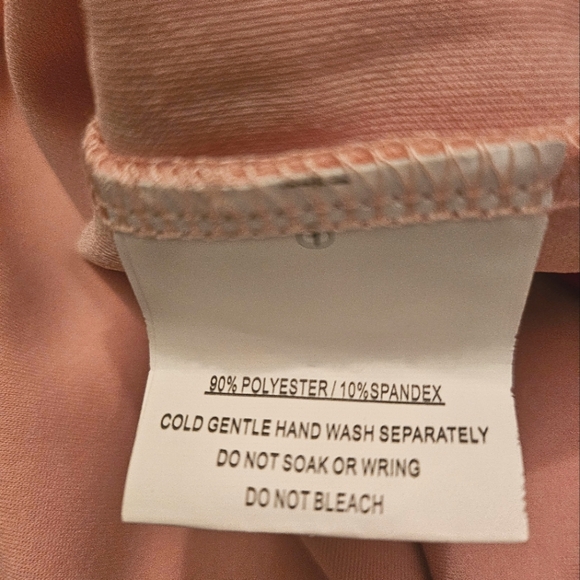 90% POLYESTER / 10%SPANDEX
COLD GENTLE HAND WASH SEPARATELY
DO NOT SOAK OR WRING
DO NOT BLEACH